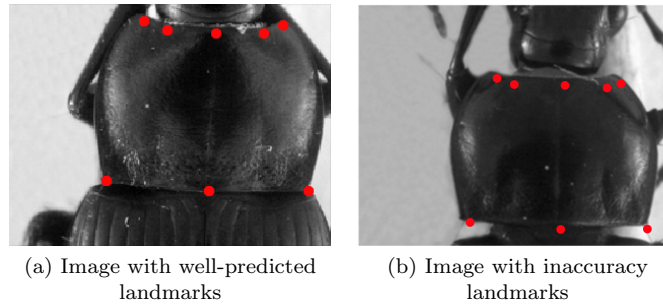 (a) Image with well-predicted
landmarks
(b) Image with inaccuracy
landmarks